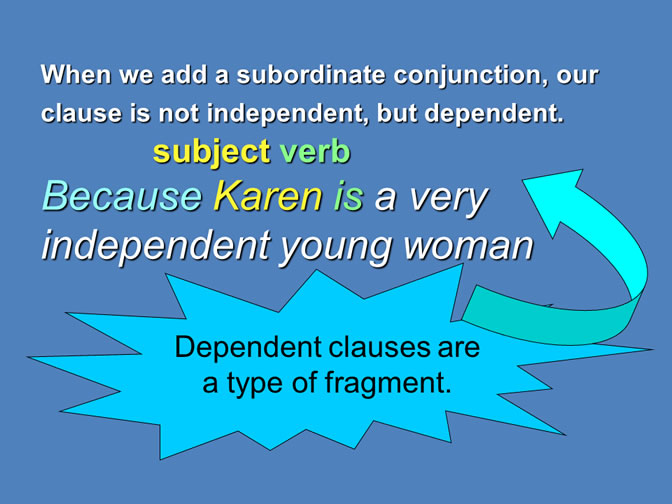 When we add a subordinate conjunction, our
clause is not independent, but dependent.
subject verb
Because Karen is a very
independent young woman
Dependent clauses are
a type of fragment.